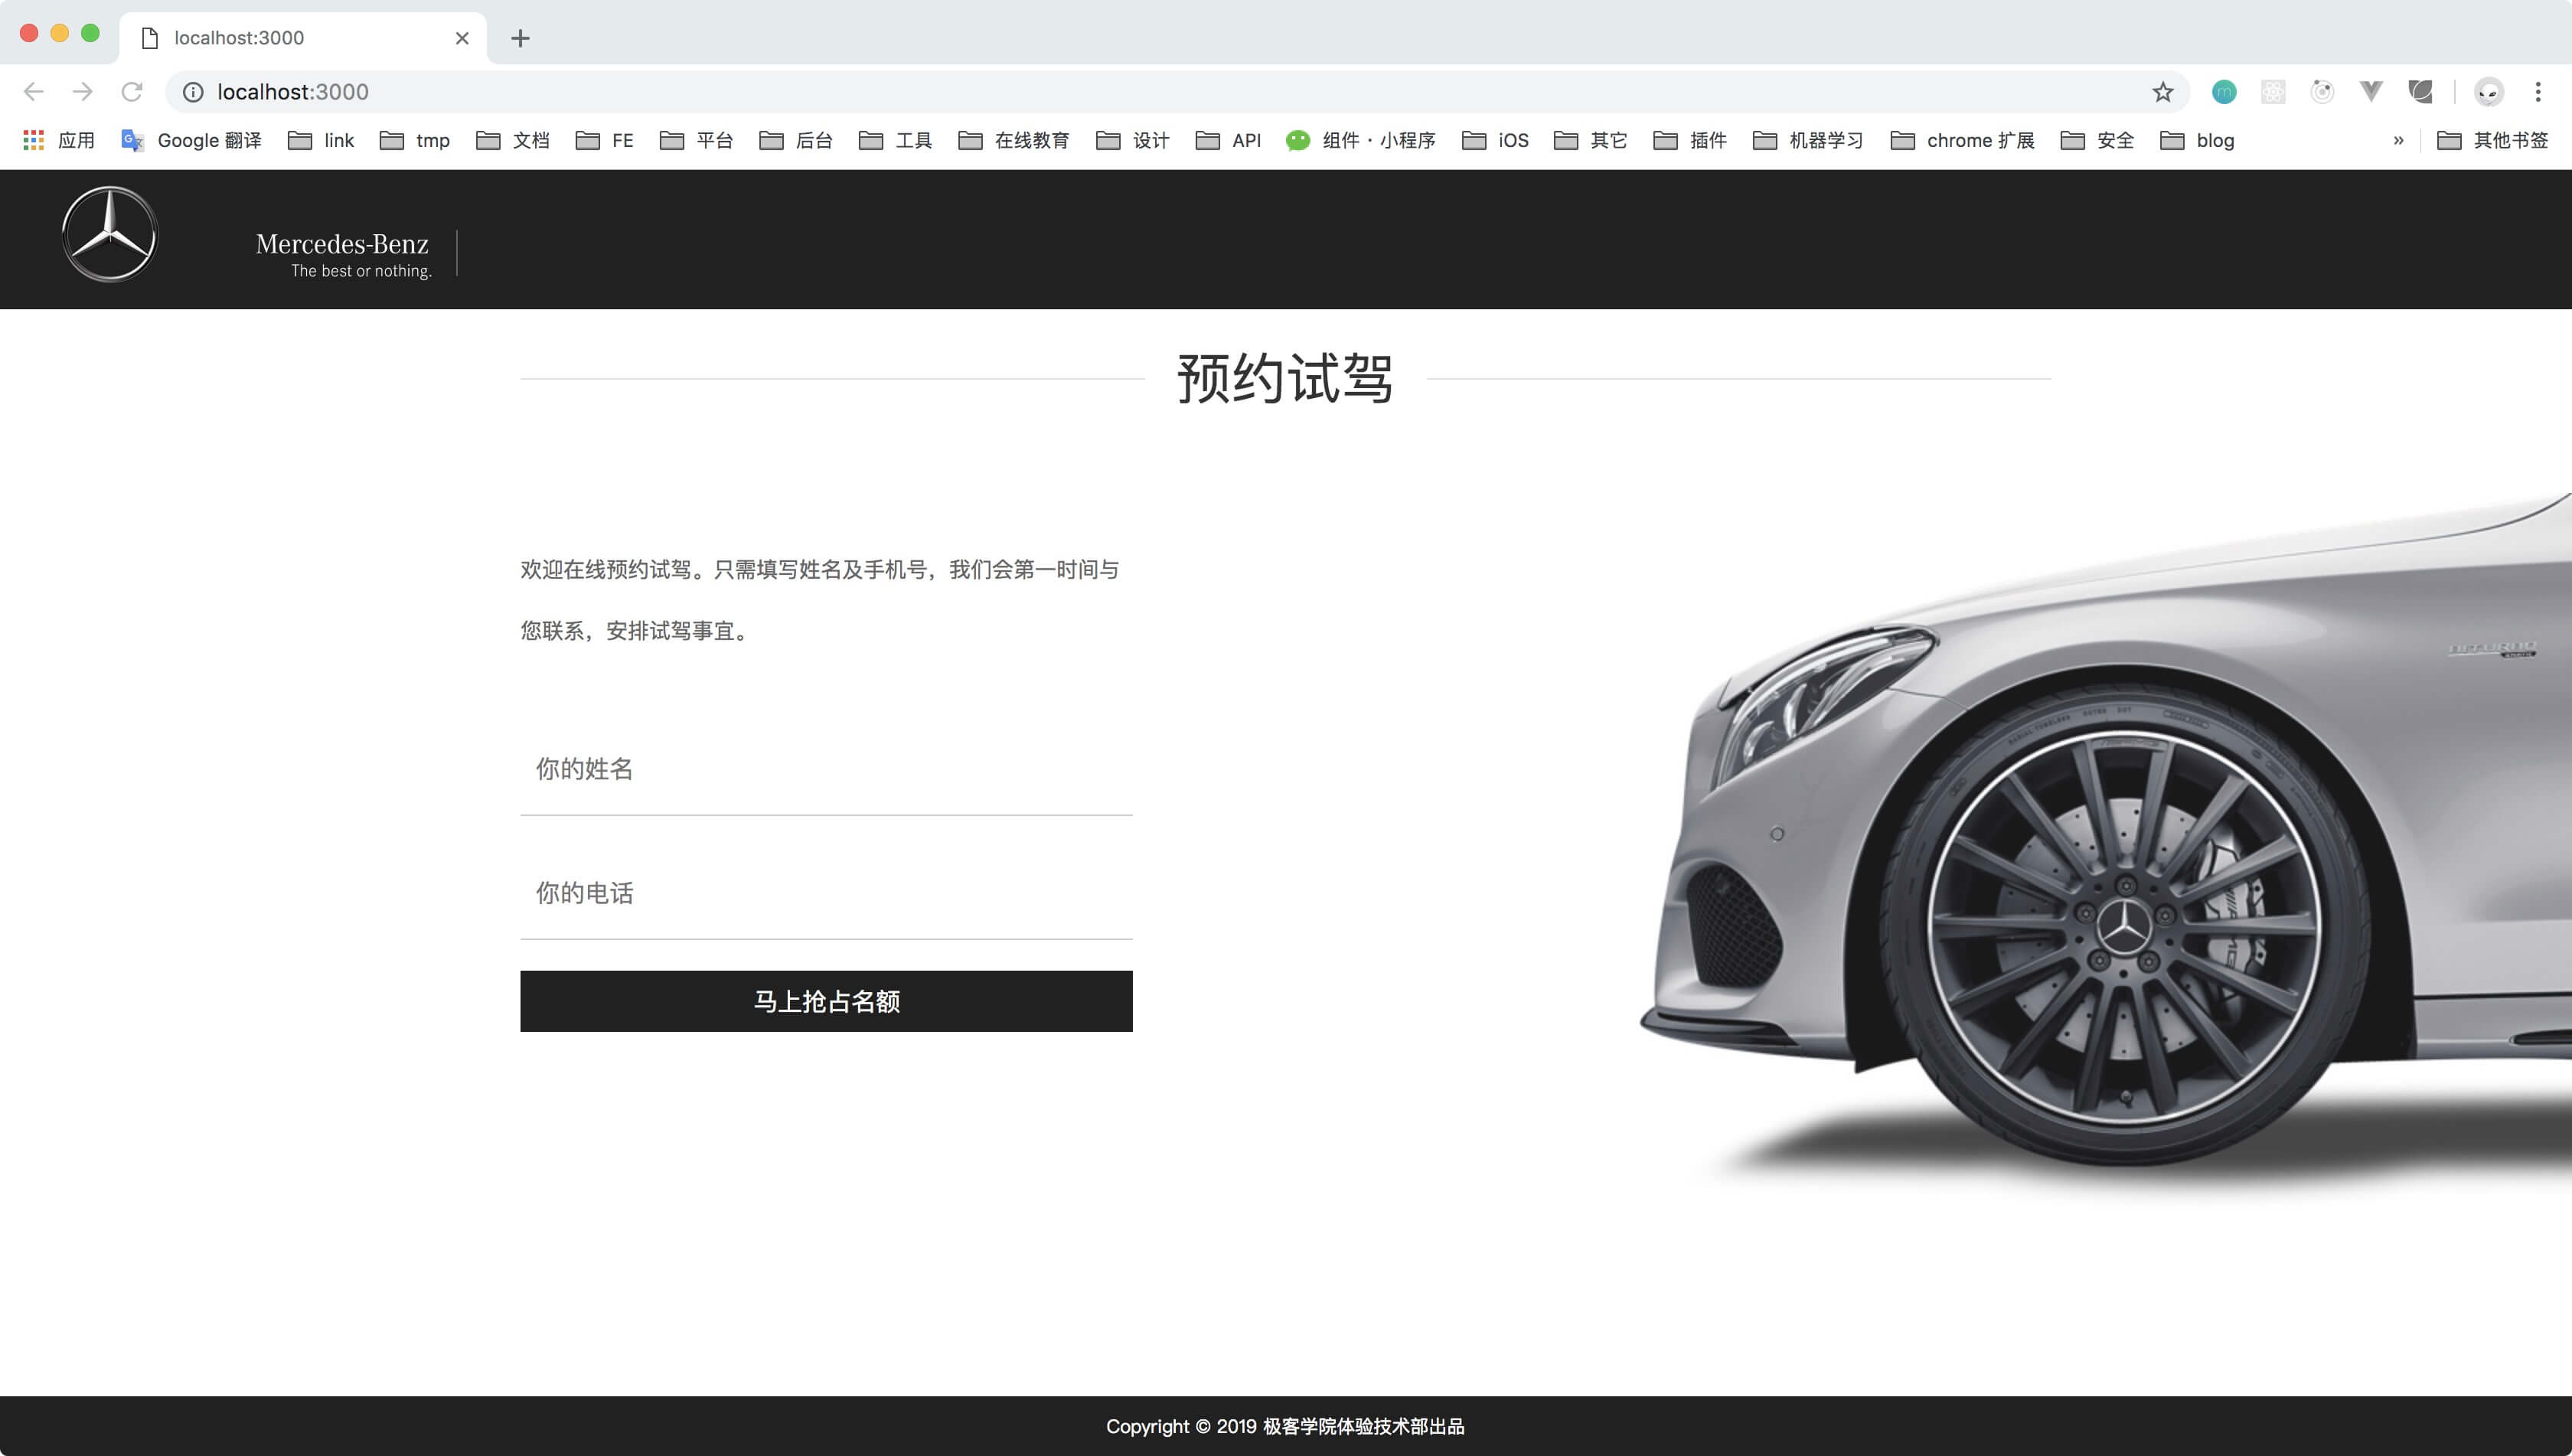 localhost:3000
localhost:3000
应用 Google 翻译 link tmp 文档 FE 平台 后台 工具 在线教育 设计 API 组件·小程序 iOS 其它 插件 机器学习 chrome 扩展 安全 blog » 其他书签
Mercedes-Benz
The best or nothing.
预约试驾
欢迎在线预约试驾。只需填写姓名及手机号，我们会第一时间与
您联系，安排试驾事宜。
BITURBO
你的姓名
你的电话
马上抢占名额
Copyright © 2019 极客学院体验技术部出品